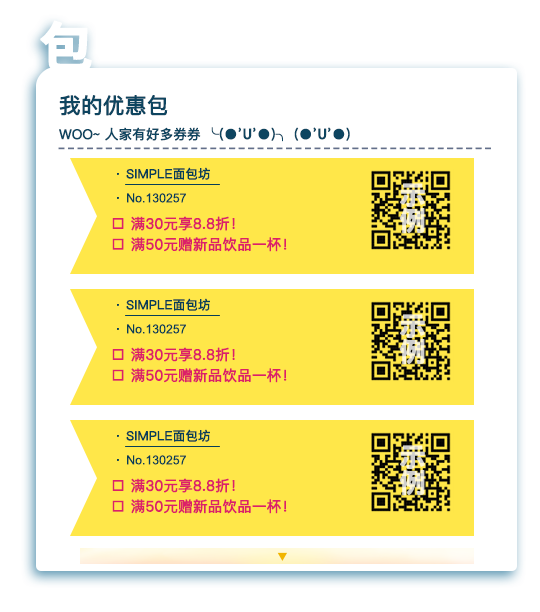 包
我的优惠包
WOO~ 人家有好多券券 ╰(●’U’●)╮ (●’U’●)
· SIMPLE面包坊
· No.130257
□ 满30元享8.8折！
□ 满50元赠新品饮品一杯！
示例
· SIMPLE面包坊
· No.130257
□ 满30元享8.8折！
□ 满50元赠新品饮品一杯！
示例
· SIMPLE面包坊
· No.130257
□ 满30元享8.8折！
□ 满50元赠新品饮品一杯！
示例